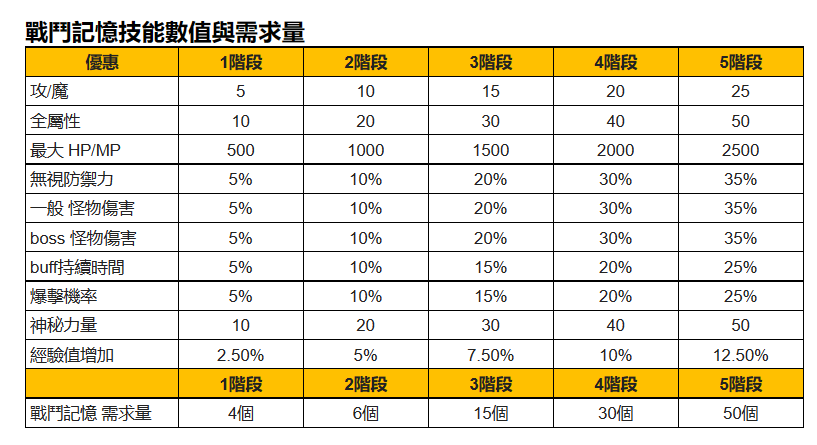 戰鬥記憶技能數值與需求量
優惠 1階段 2階段 3階段 4階段 5階段
攻/魔 5 10 15 20 25
全屬性 10 20 30 40 50
最大 HP/MP 500 1000 1500 2000 2500
無視防禦力 5% 10% 20% 30% 35%
一般 怪物傷害 5% 10% 20% 30% 35%
boss 怪物傷害 5% 10% 20% 30% 35%
buff持續時間 5% 10% 15% 20% 25%
爆擊機率 5% 10% 15% 20% 25%
神秘力量 10 20 30 40 50
經驗值增加 2.50% 5% 7.50% 10% 12.50%
1階段 2階段 3階段 4階段 5階段
戰鬥記憶 需求量 4個 6個 15個 30個 50個